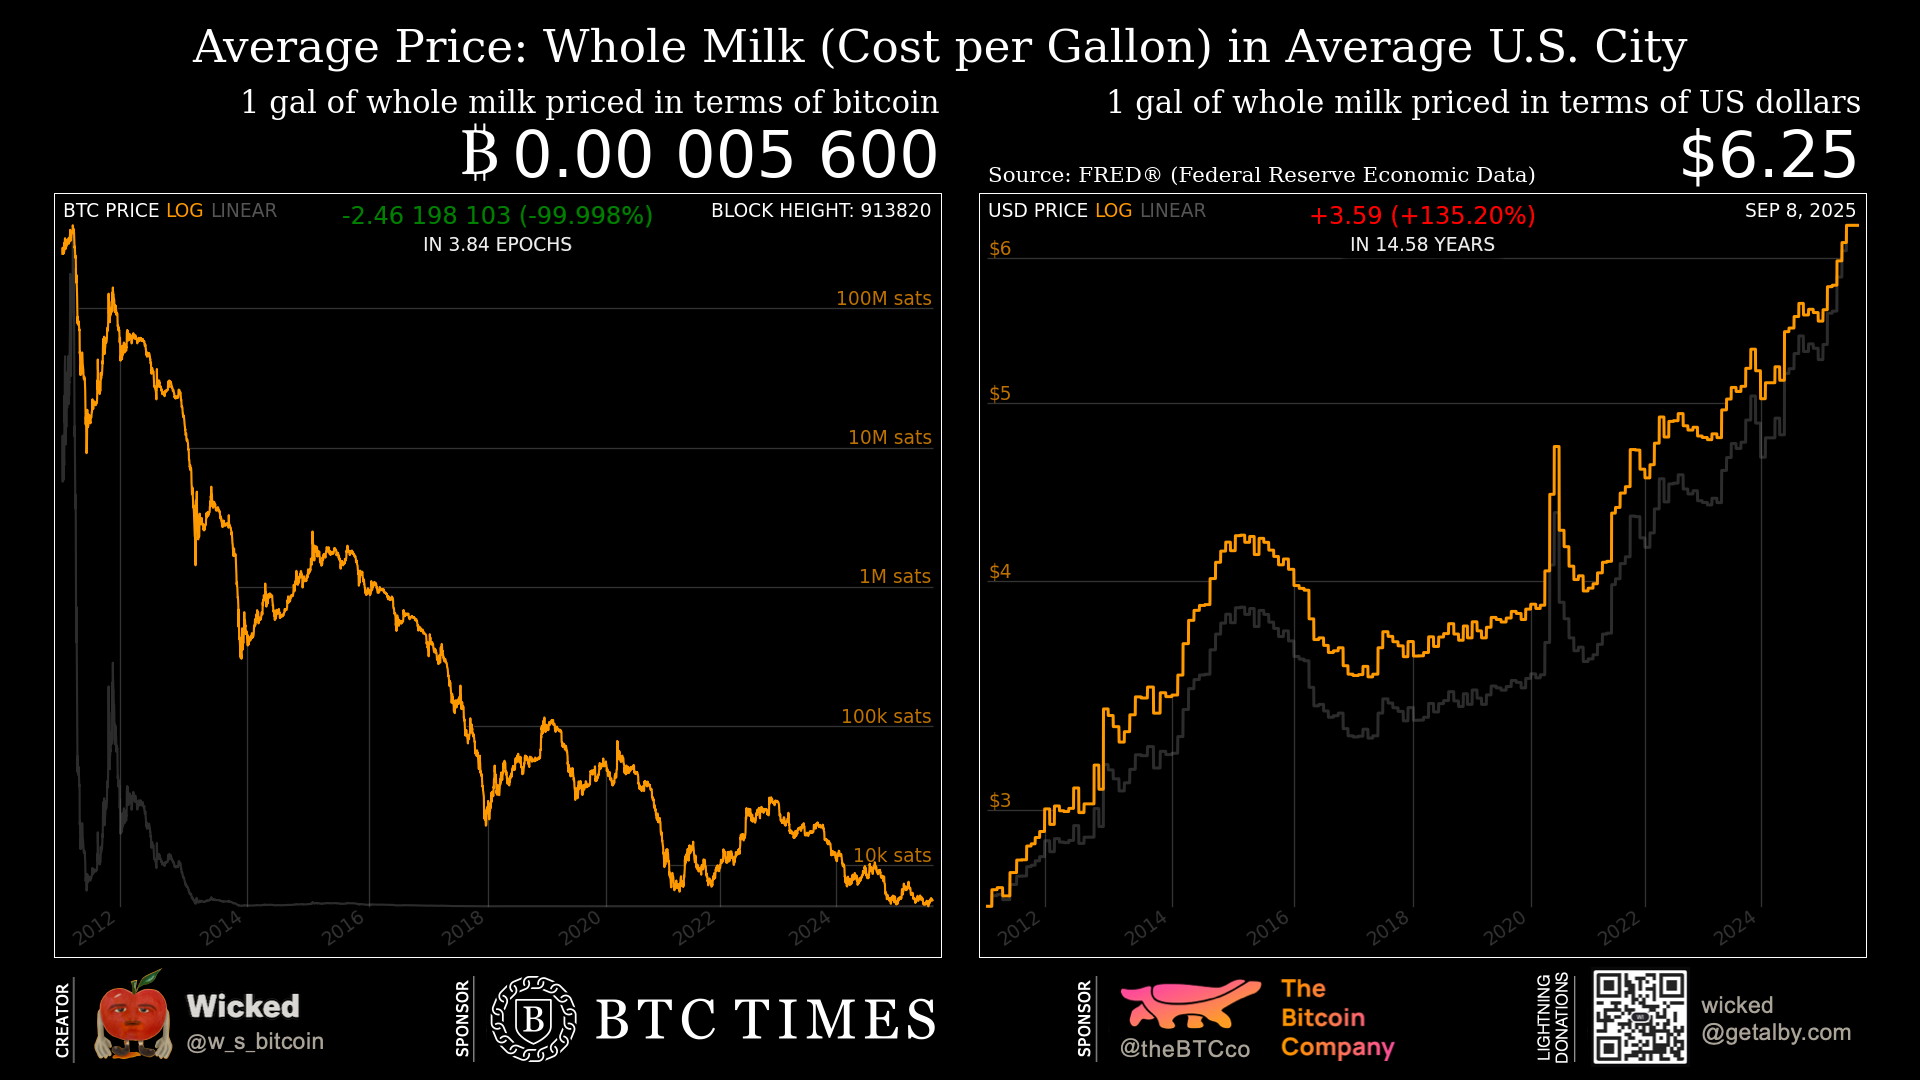 Average Price: Whole Milk (Cost per Gallon) in Average U.S. City
1 gal of whole milk priced in terms of bitcoin
₿ 0.00 005 600
BTC PRICE LOG LINEAR
-2.46 198 103 (-99.998%)
IN 3.84 EPOCHS
BLOCK HEIGHT: 913820
100M sats
10M sats
1M sats
100k sats
10k sats
2012 2014 2016 2018 2020 2022 2024
1 gal of whole milk priced in terms of US dollars
$6.25
Source: FRED® (Federal Reserve Economic Data)
USD PRICE LOG LINEAR
+3.59 (+135.20%)
IN 14.58 YEARS
SEP 8, 2025
$6
$5
$4
$3
2012 2014 2016 2018 2020 2022 2024
CREATOR
Wicked
@w_s_bitcoin
SPONSOR
B
BTC TIMES
SPONSOR
@theBTCco
The
Bitcoin
Company
LIGHTNING
DONATIONS
wicked
@getalby.com